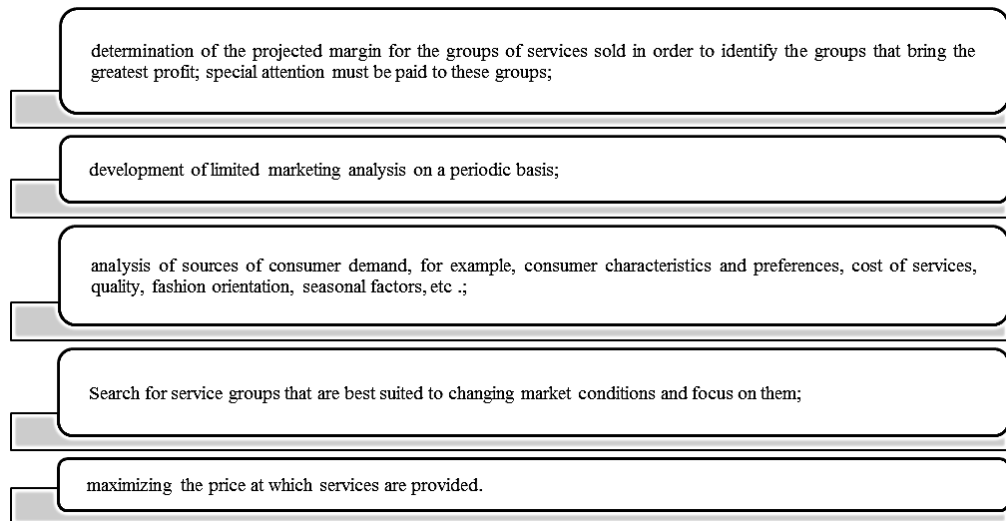 determination of the projected margin for the groups of services sold in order to identify the groups that bring the
greatest profit; special attention must be paid to these groups;
development of limited marketing analysis on a periodic basis;
analysis of sources of consumer demand, for example, consumer characteristics and preferences, cost of services,
quality, fashion orientation, seasonal factors, etc .;
Search for service groups that are best suited to changing market conditions and focus on them;
maximizing the price at which services are provided.